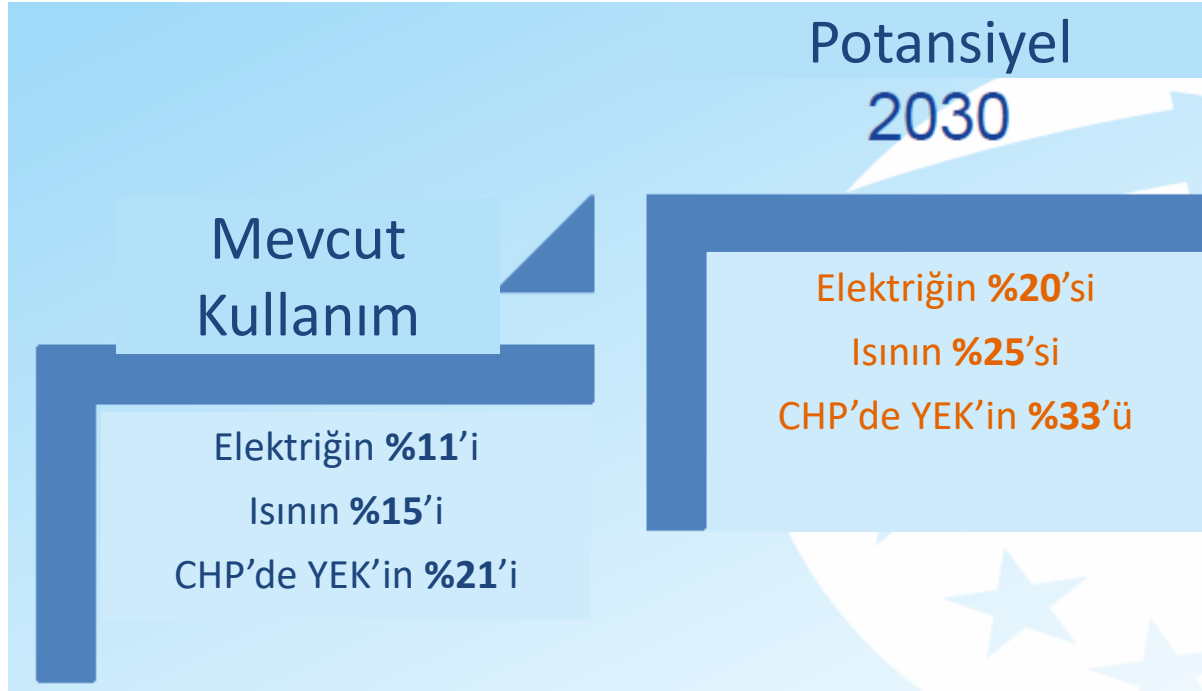 Potansiyel
2030
Mevcut
Kullanım
Elektriğin %11'i
Isının %15'i
CHP’de YEK’in %21’i
Elektriğin %20’si
Isının %25’si
CHP’de YEK’in %33’ü